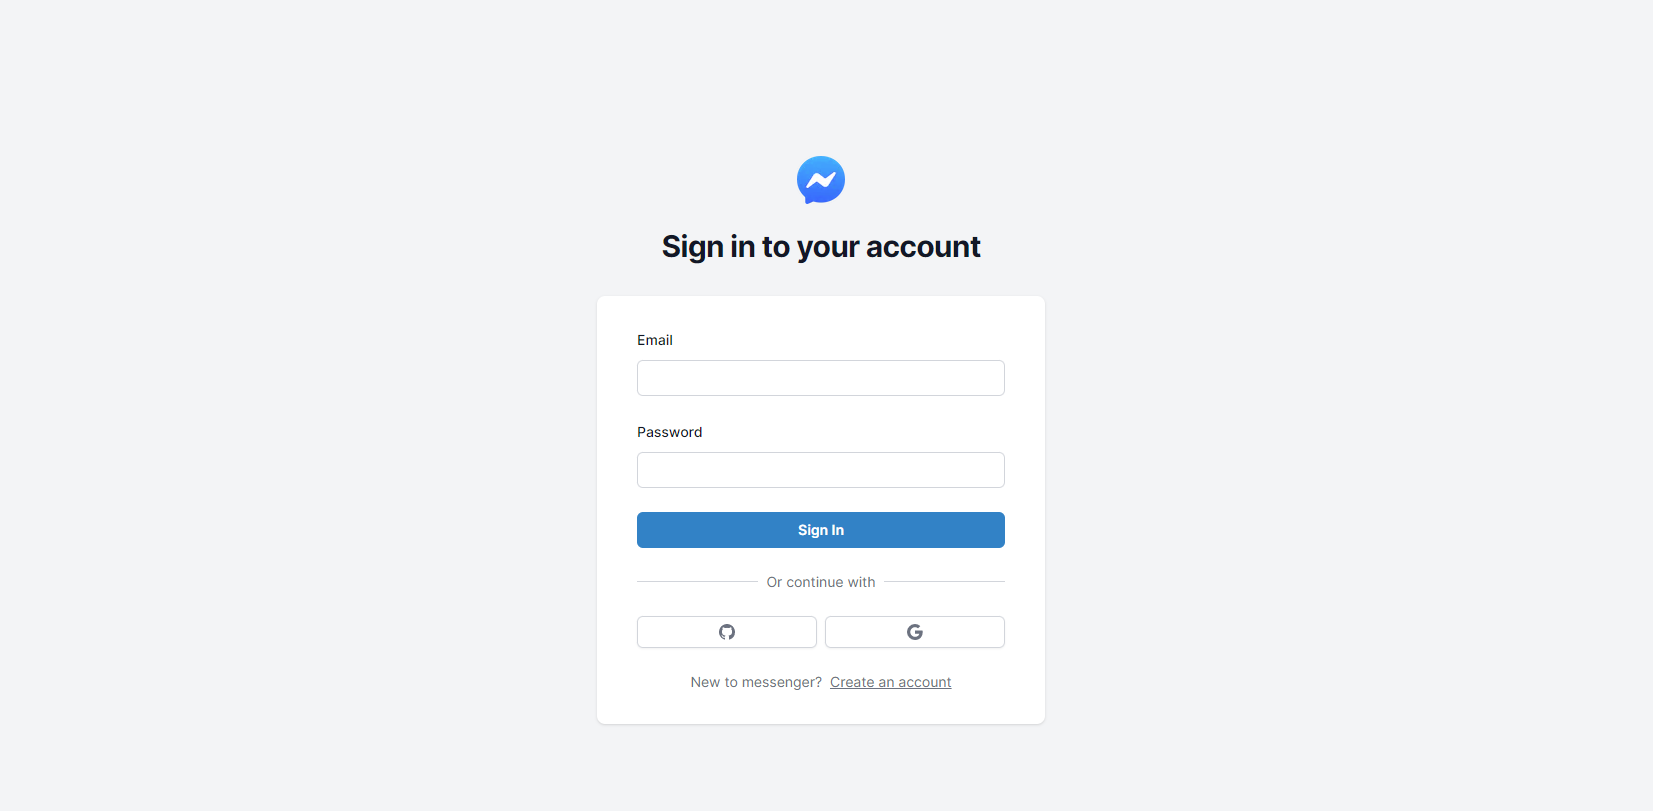 Sign in to your account
Email
Password
Sign In
Or continue with
New to messenger? Create an account